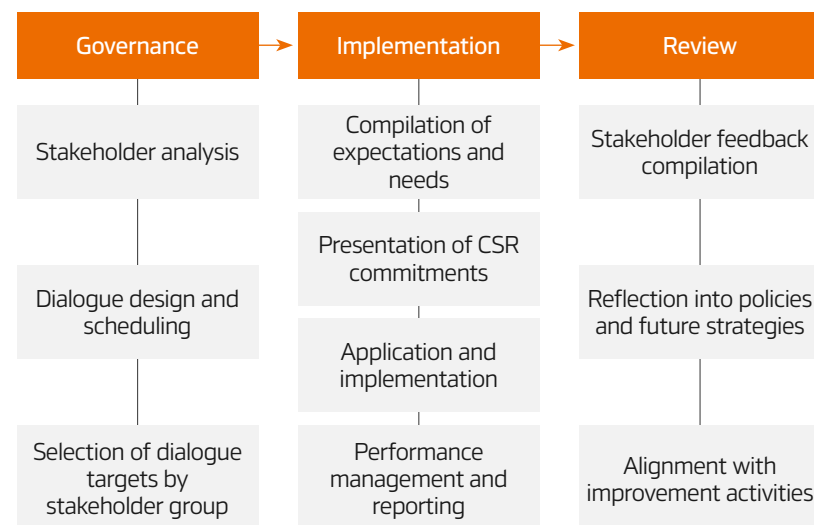 Governance
Implementation
Review
Stakeholder analysis
Dialogue design and
scheduling
Selection of dialogue
targets by
stakeholder group
Compilation of
expectations and
needs
Presentation of CSR
commitments
Application and
implementation
Performance
management and
reporting
Stakeholder feedback
compilation
Reflection into policies
and future strategies
Alignment with
improvement activities